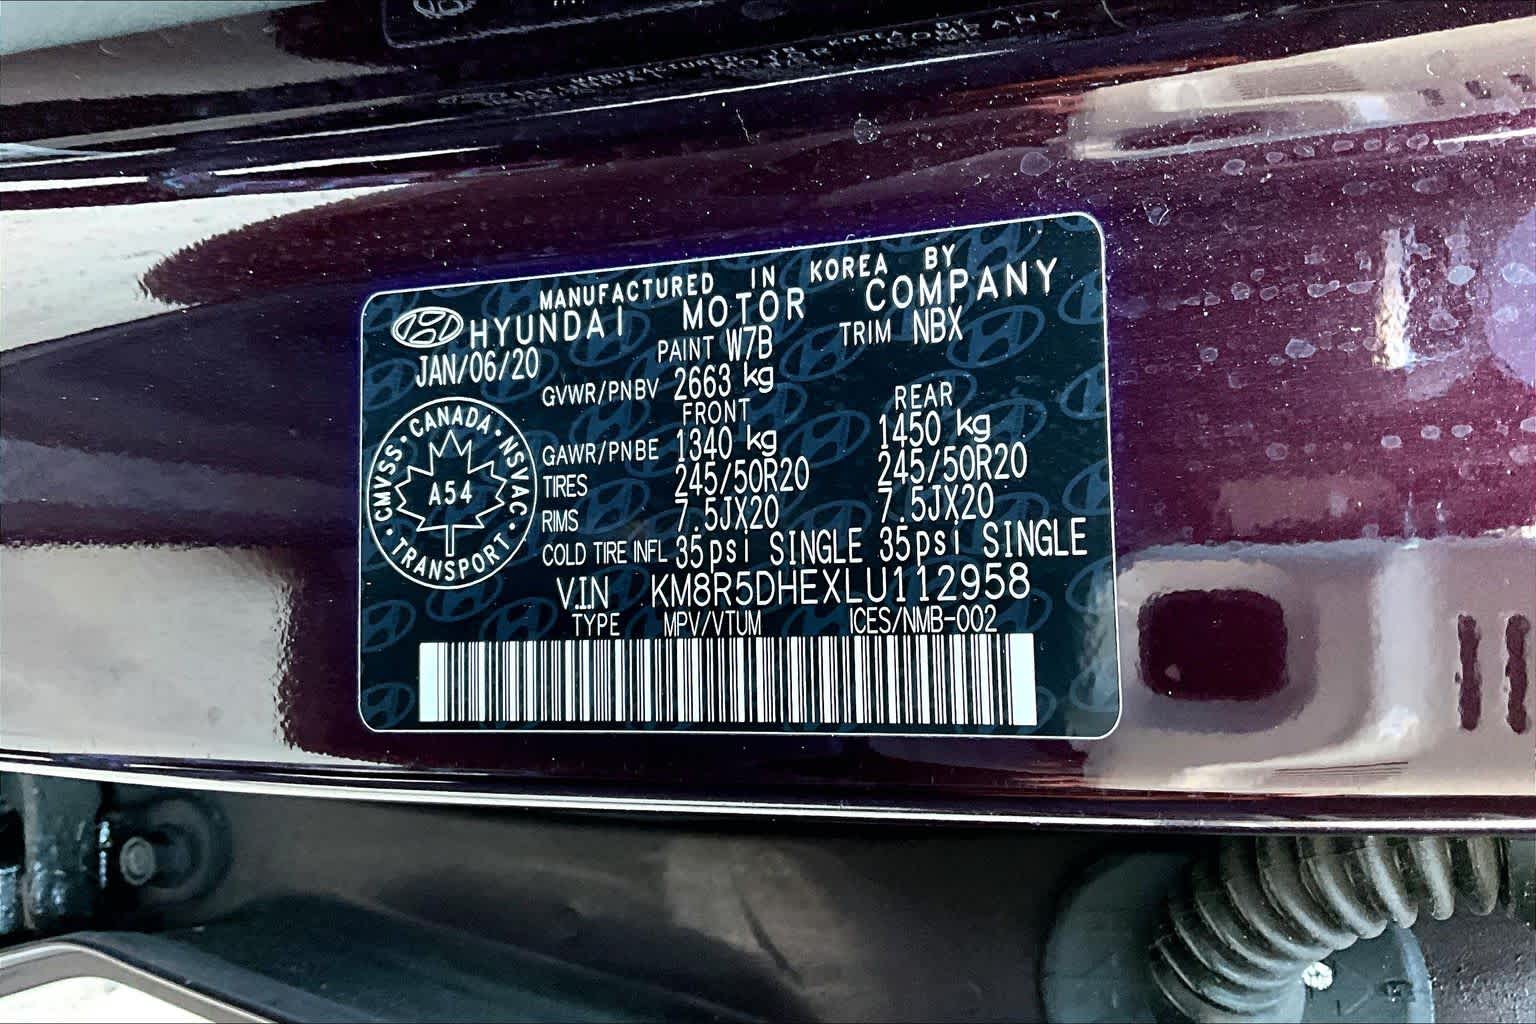 MANUFACTURED IN KOREA BY
HYUNDAI MOTOR COMPANY
JAN/06/20 PAINT W7B TRIM NBX
GVWR/PNBV 2663 kg
FRONT REAR
GAWR/PNBE 1340 kg 1450 kg
TIRES 245/50R20 245/50R20
RIMS 7.5JX20 7.5JX20
COLD TIRE INFL 35psi SINGLE 35psi SINGLE
V.I.N KM8R5DHEXLU112958
TYPE MPV/VTUM ICES/NMB-002
CMVSS · CANADA · NSVAC · TRANSPORT ·
A54